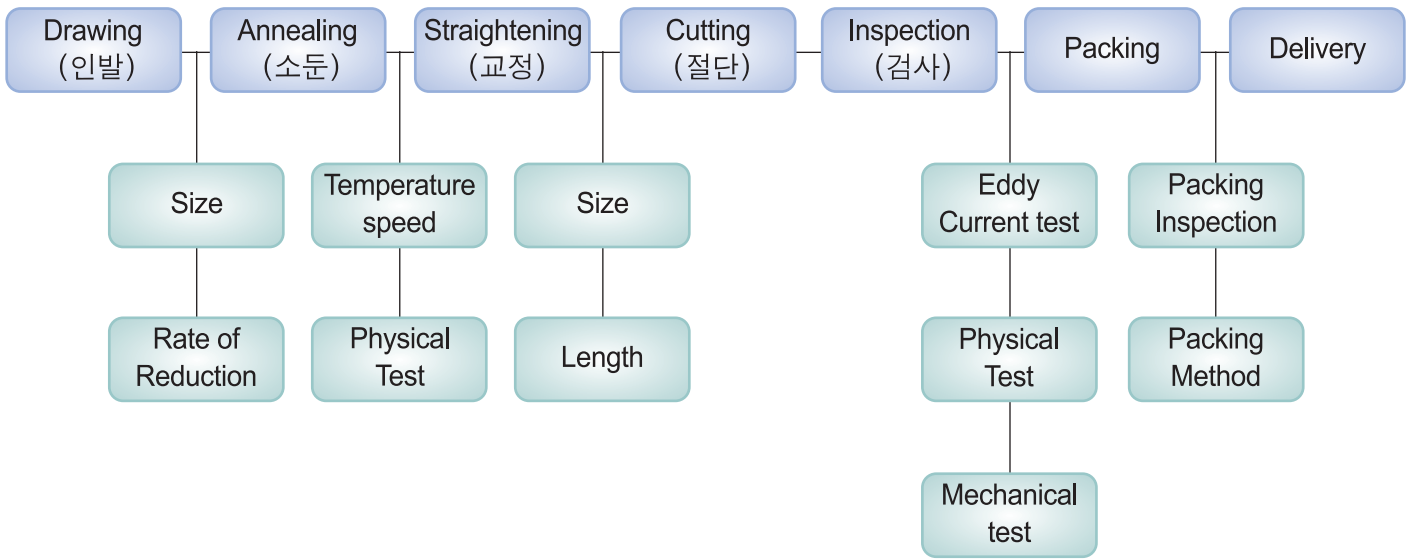 Drawing
(인발)
Annealing
(소둔)
Straightening
(교정)
Cutting
(절단)
Inspection
(검사)
Packing
Delivery
Size
Temperature
speed
Size
Eddy
Current test
Packing
Inspection
Rate of
Reduction
Physical
Test
Length
Physical
Test
Packing
Method
Mechanical
test